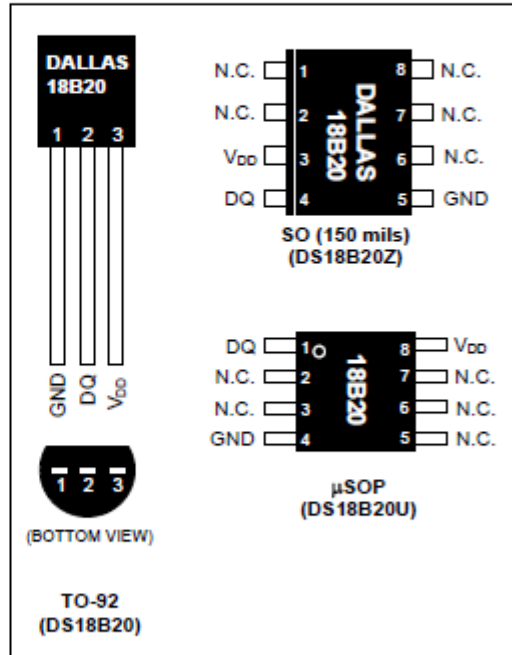 DALLAS
18B20
1 2 3
GND DQ VDD
1 2 3
(BOTTOM VIEW)
TO-92
(DS18B20)
N.C. 1 8 N.C.
N.C. 2 7 N.C.
VDD 3 6 N.C.
DQ 4 5 GND
DALLAS
18B20
SO (150 mils)
(DS18B20Z)
DQ 1 8 VDD
N.C. 2 7 N.C.
N.C. 3 6 N.C.
GND 4 5 N.C.
18B20
µSOP
(DS18B20U)